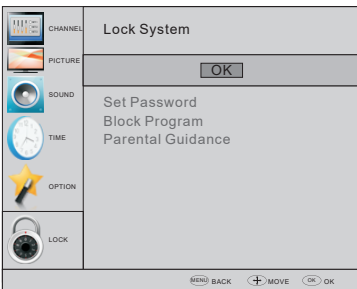 CHANNEL
PICTURE
SOUND
TIME
OPTION
LOCK
Lock System
OK
Set Password
Block Program
Parental Guidance
MENU BACK MOVE OK OK